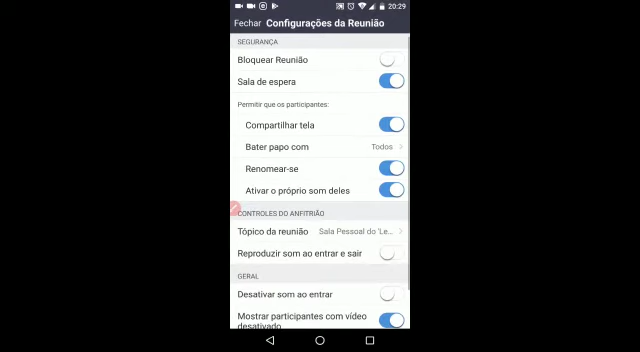 20:29
Fechar Configurações da Reunião
SEGURANÇA
Bloquear Reunião
Sala de espera
Permitir que os participantes:
Compartilhar tela
Bater papo com Todos
Renomear-se
Ativar o próprio som deles
CONTROLES DO ANFITRIÃO
Tópico da reunião Sala Pessoal do 'Le...
Reproduzir som ao entrar e sair
GERAL
Desativar som ao entrar
Mostrar participantes com vídeo
desativado